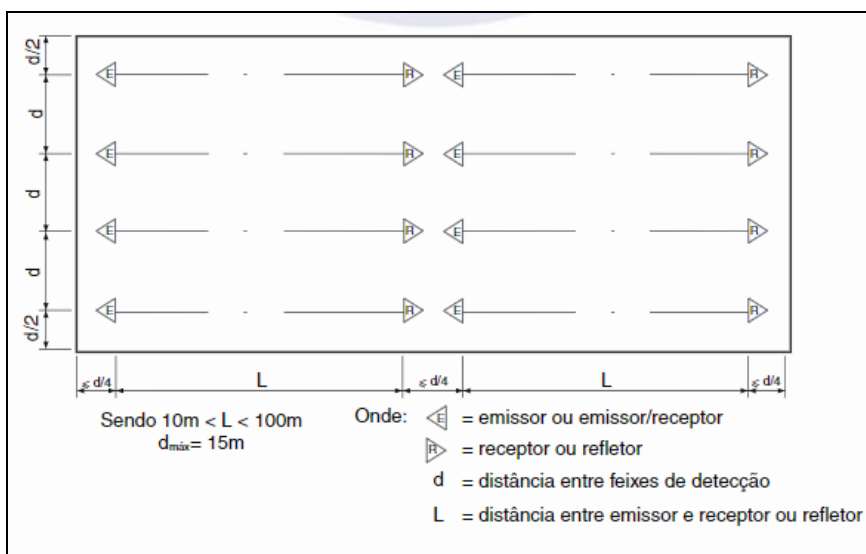 d/2
E R E R
d
E R E R
d
E R E R
d
E R E R
d/2
⩽ d/4 L ⩽ d/4 L ⩽ d/4
Sendo 10m < L < 100m
dmáx= 15m
Onde: E = emissor ou emissor/receptor
R = receptor ou refletor
d = distância entre feixes de detecção
L = distância entre emissor e receptor ou refletor